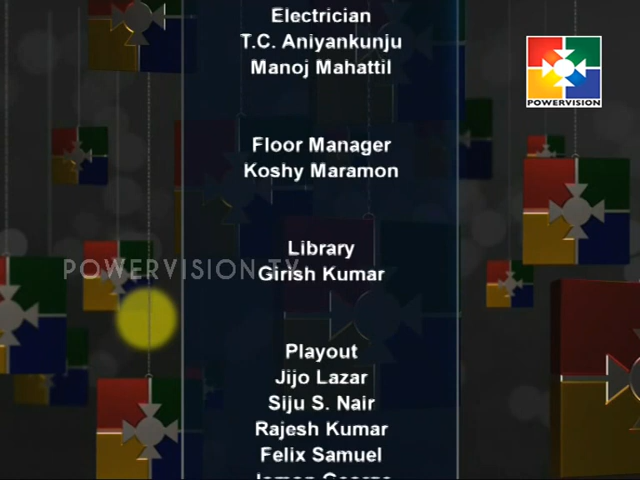 Electrician
T.C. Aniyankunju
Manoj Mahattil
POWERVISION
Floor Manager
Koshy Maramon
Library
POWERVISION TV
Girish Kumar
Playout
Jijo Lazar
Siju S. Nair
Rajesh Kumar
Felix Samuel